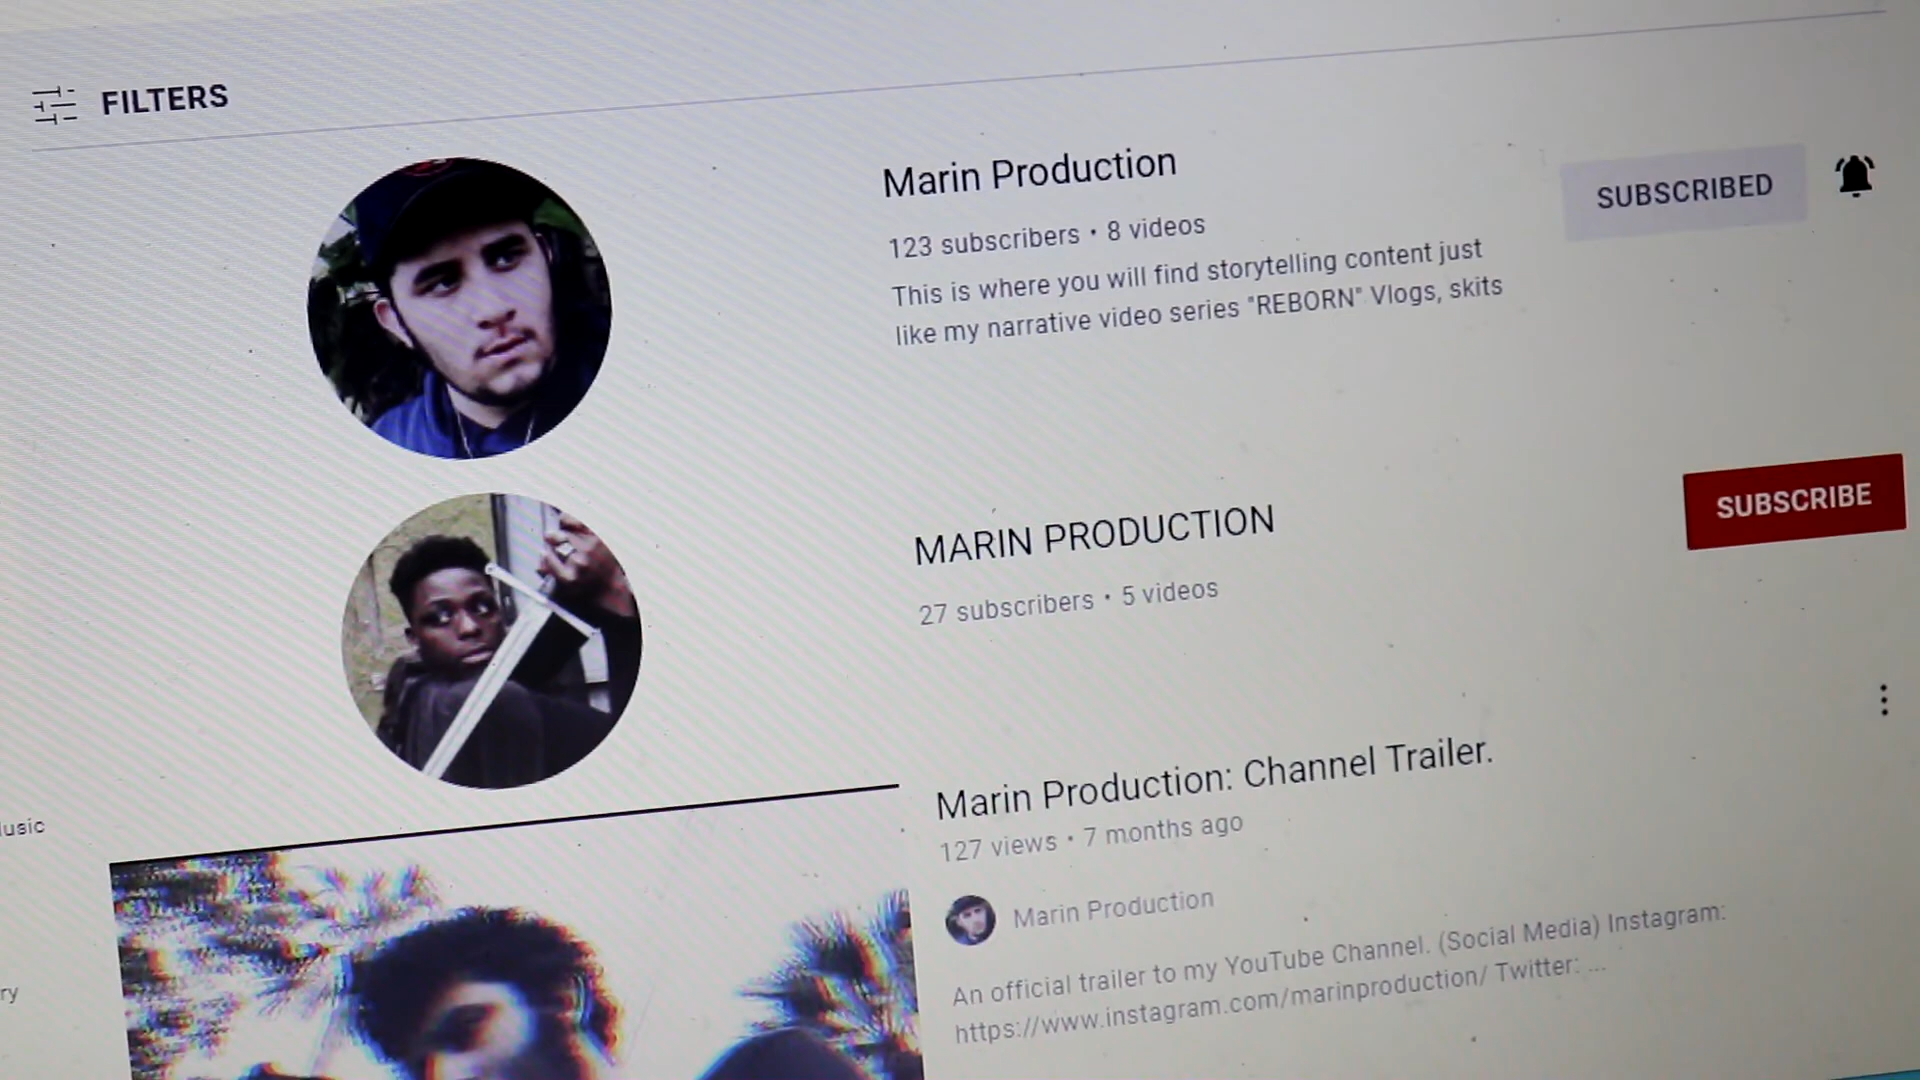 FILTERS
Marin Production
123 subscribers • 8 videos
This is where you will find storytelling content just
like my narrative video series "REBORN" Vlogs, skits
SUBSCRIBED
MARIN PRODUCTION
27 subscribers • 5 videos
SUBSCRIBE
Marin Production: Channel Trailer.
127 views • 7 months ago
Marin Production
An official trailer to my YouTube Channel. (Social Media) Instagram:
https://www.instagram.com/marinproduction/ Twitter: ...
usic
ry